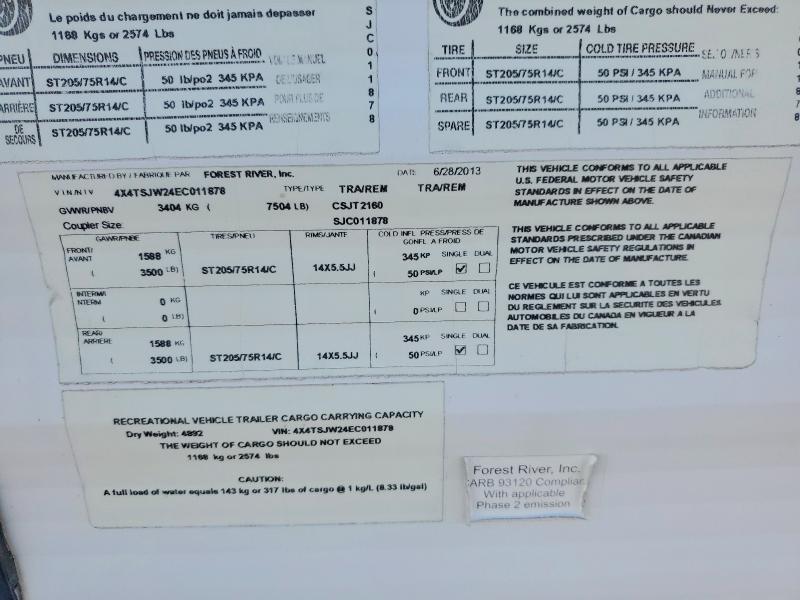 Le poids du chargement ne doit jamais depasser
1168 Kgs or 2574 Lbs
PNEU DIMENSIONS PRESSION DES PNEUS À FROID VOIR LE MANUEL
AVANT ST205/75R14/C 50 lb/po2 345 KPA DE L'USAGER
ARRIÈRE ST205/75R14/C 50 lb/po2 345 KPA POUR PLUS DE
DE SECOURS ST205/75R14/C 50 lb/po2 345 KPA RENSEIGNEMENTS
SJC011878
The combined weight of Cargo should Never Exceed:
1168 Kgs or 2574 Lbs
TIRE SIZE COLD TIRE PRESSURE
FRONT ST205/75R14/C 50 PSI / 345 KPA MANUAL FOR
REAR ST205/75R14/C 50 PSI / 345 KPA ADDITIONAL
SPARE ST205/75R14/C 50 PSI / 345 KPA INFORMATION
MANUFACTURED BY / FABRIQUE PAR FOREST RIVER, Inc. DATE 6/28/2013
V I N / N I V 4X4TSJW24EC011878 TYPE/TYPE TRA/REM TRA/REM
GVWR/PNBV 3404 KG ( 7504 LB) CSJT2160
Coupler Size: SJC011878
GAWR/PNBE TIRES/PNEU RIMS/JANTE COLD INFL PRESS/PRESS DE
GONFL A FROID
FRONT/
AVANT 1588 KG 345 KP SINGLE DUAL
( 3500 LB) ST205/75R14/C 14X5.5JJ ( 50 PSI/LP
INTERM/
INTERM 0 KG KP SINGLE DUAL
( 0 LB) 0 PSI/LP
REAR/
ARRIERE 1588 KG 345 KP SINGLE DUAL
( 3500 LB) ST205/75R14/C 14X5.5JJ ( 50 PSI/LP
THIS VEHICLE CONFORMS TO ALL APPLICABLE
U.S. FEDERAL MOTOR VEHICLE SAFETY
STANDARDS IN EFFECT ON THE DATE OF
MANUFACTURE SHOWN ABOVE.
THIS VEHICLE CONFORMS TO ALL APPLICABLE
STANDARDS PRESCRIBED UNDER THE CANADIAN
MOTOR VEHICLE SAFETY REGULATIONS IN
EFFECT ON THE DATE OF MANUFACTURE.
CE VEHICULE EST CONFORME A TOUTES LES
NORMES QUI LUI SONT APPLICABLES EN VERTU
DU REGLEMENT SUR LA SECURITE DES VEHICULES
AUTOMOBILES DU CANADA EN VIGUEUR A LA
DATE DE SA FABRICATION.
RECREATIONAL VEHICLE TRAILER CARGO CARRYING CAPACITY
Dry Weight: 4892 VIN: 4X4TSJW24EC011878
THE WEIGHT OF CARGO SHOULD NOT EXCEED
1168 kg or 2574 lbs
CAUTION:
A full load of water equals 143 kg or 317 lbs of cargo @ 1 kg/L (8.33 lb/gal)
Forest River, Inc.
CARB 93120 Complian
With applicable
Phase 2 emission